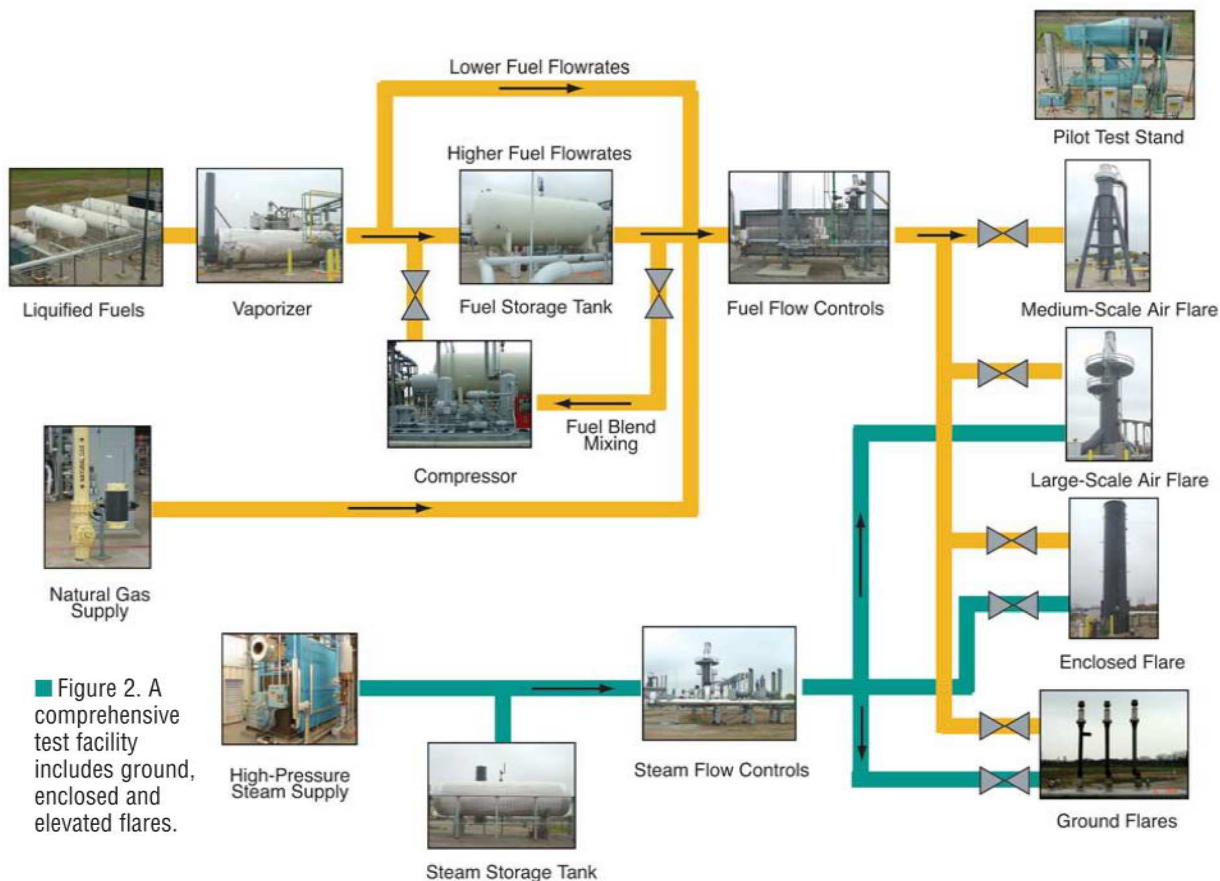 Lower Fuel Flowrates
Pilot Test Stand
Higher Fuel Flowrates
Liquified Fuels
Vaporizer
Fuel Storage Tank
Fuel Flow Controls
Medium-Scale Air Flare
Fuel Blend
Mixing
Compressor
Large-Scale Air Flare
NATURAL GAS
Natural Gas
Supply
Enclosed Flare
■ Figure 2. A
comprehensive
test facility
includes ground,
enclosed and
elevated flares.
High-Pressure
Steam Supply
Steam Flow Controls
Ground Flares
Steam Storage Tank